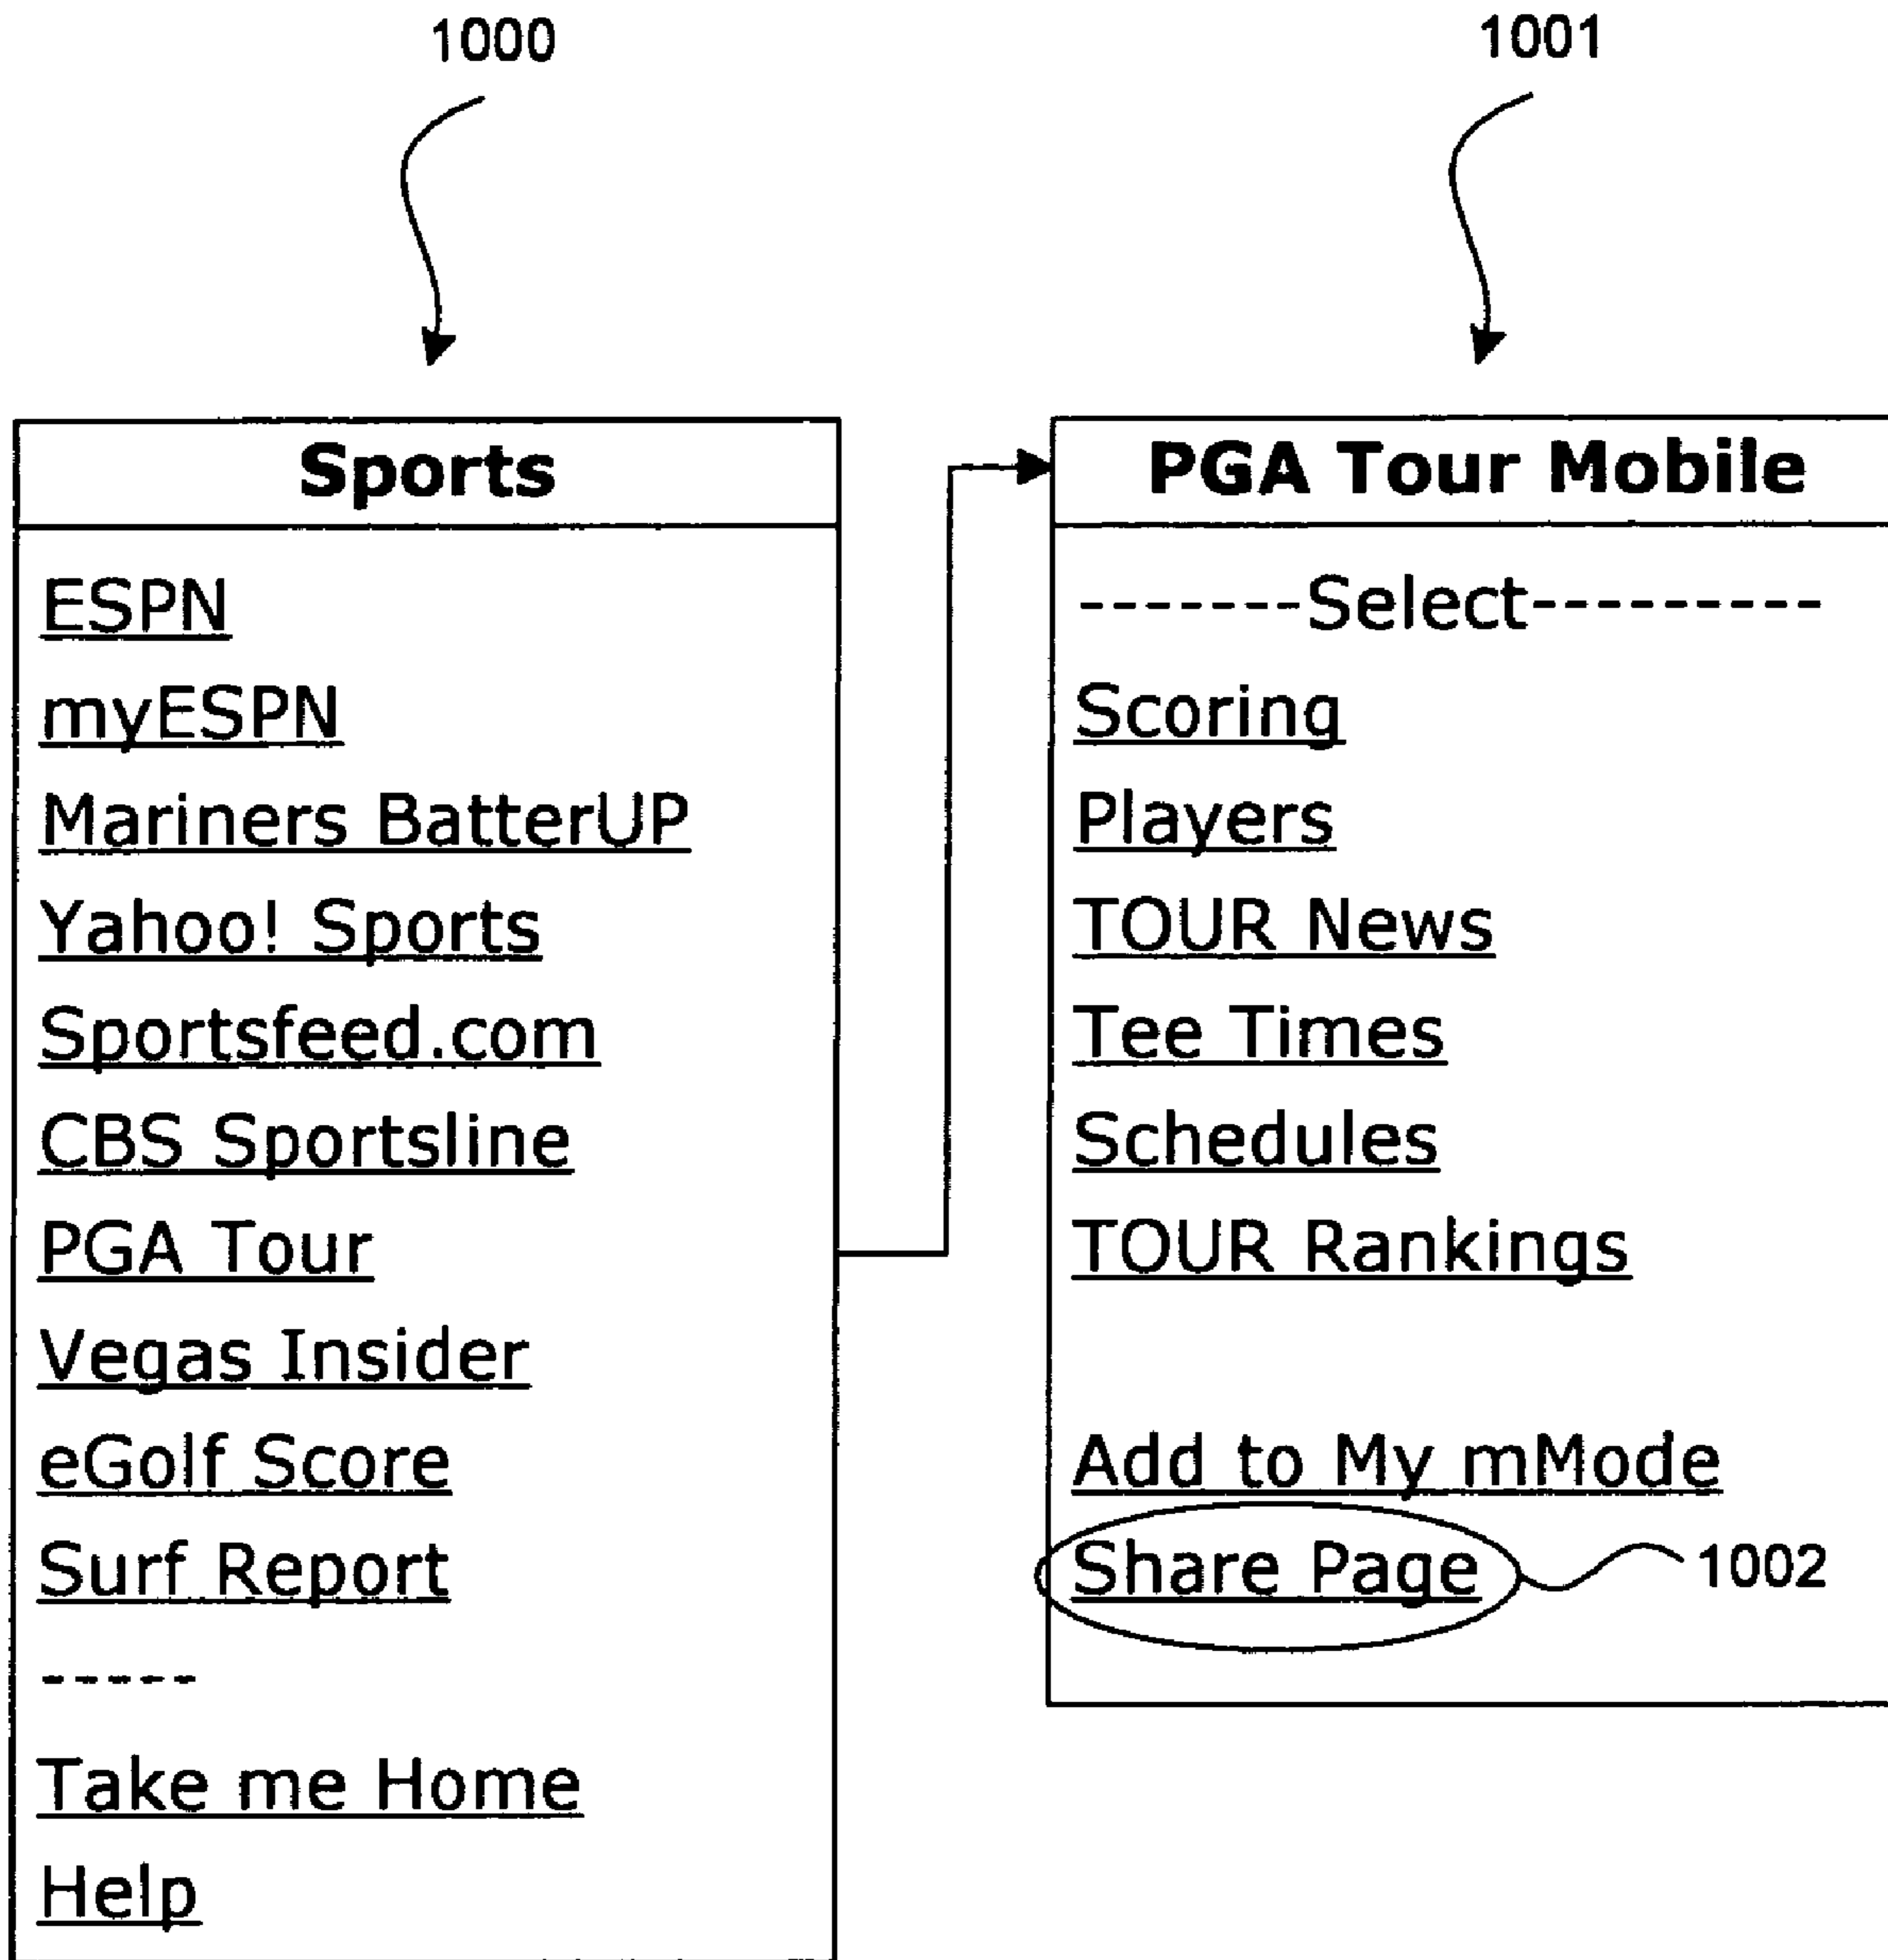 1000
1001
Sports
ESPN
myESPN
Mariners BatterUP
Yahoo! Sports
Sportsfeed.com
CBS Sportsline
PGA Tour
Vegas Insider
eGolf Score
Surf Report
-----
Take me Home
Help
PGA Tour Mobile
-------Select---------
Scoring
Players
TOUR News
Tee Times
Schedules
TOUR Rankings
Add to My mMode
Share Page
1002